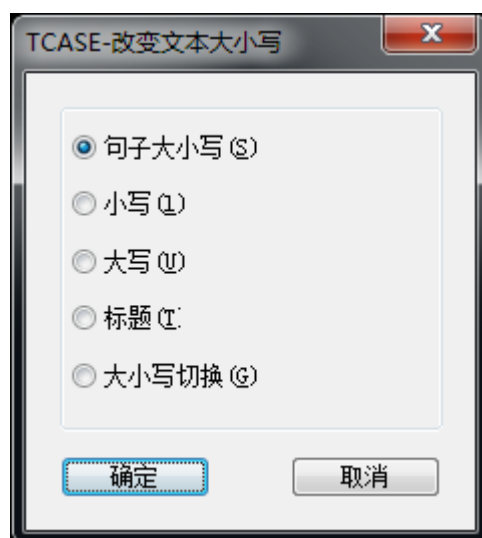 TCASE-改变文本大小写
句子大小写(S)
小写(l)
大写(U)
标题(T
大小写切换(G)
确定
取消